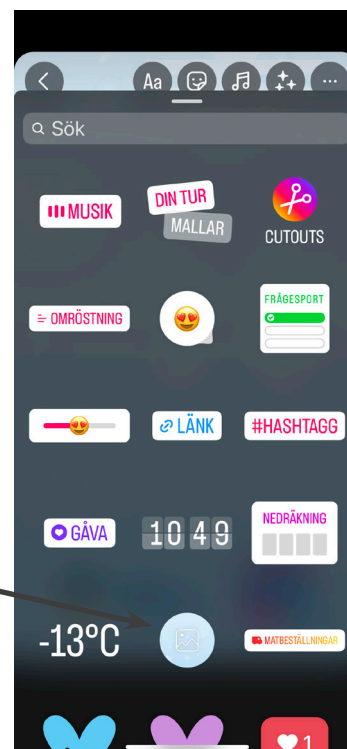 Aa
Sök
MUSIK
DIN TUR
MALLAR
CUTOUTS
OMRÖSTNING
FRÅGESPORT
LÄNK
#HASHTAGG
GÅVA
10 49
NEDRÄKNING
-13°C
MATBESTÄLLNINGAR
1